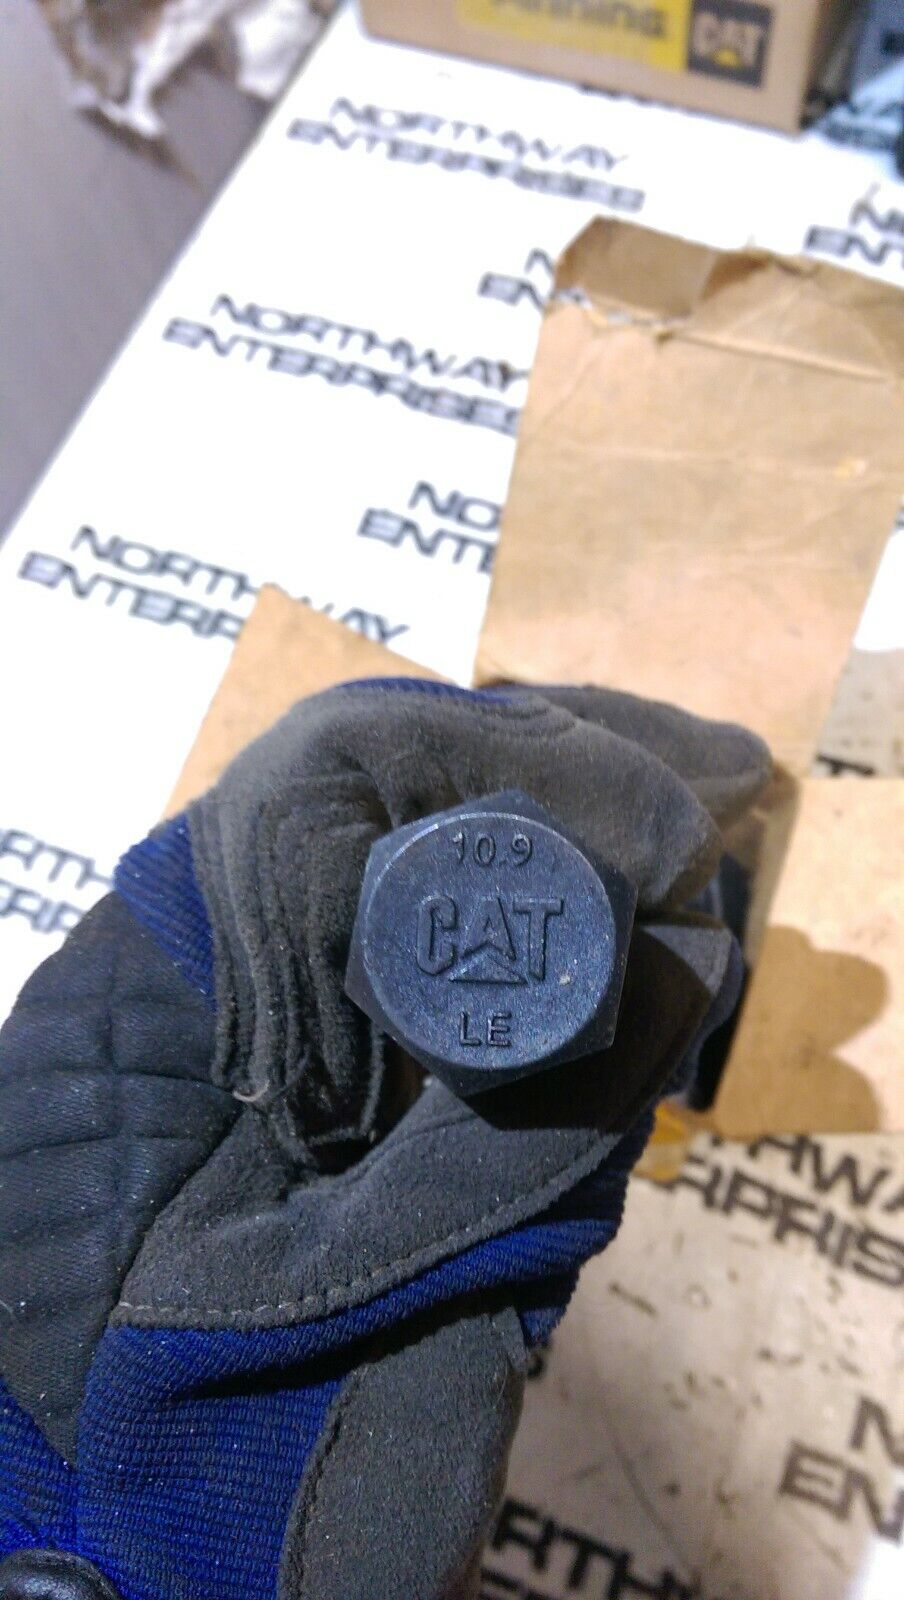 CAT
NORTHWAY
ENTERPRISES
NORTHWAY
ENTERPRISES
NORTHWAY
ENTERPRISES
10.9
CAT
LE